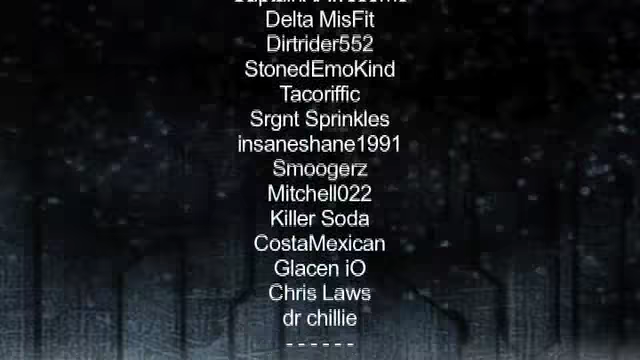 Delta MisFit
Dirtrider552
StonedEmoKind
Tacoriffic
Srgnt Sprinkles
insaneshane1991
Smoogerz
Mitchell022
Killer Soda
CostaMexican
Glacen iO
Chris Laws
dr chillie
- - - - - -